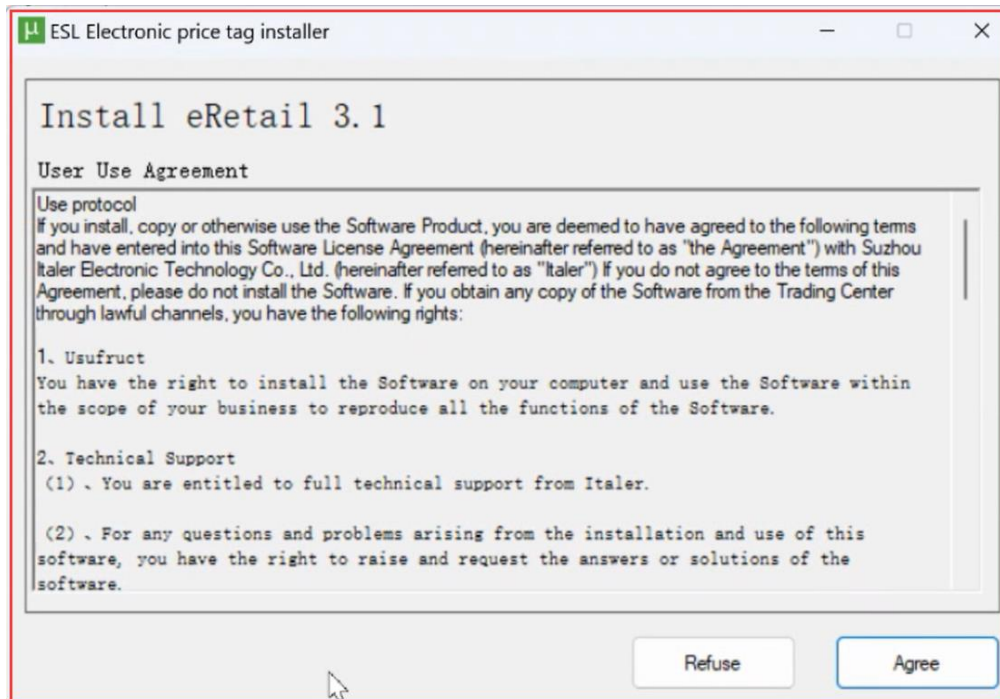 µ ESL Electronic price tag installer
Install eRetail 3.1
User Use Agreement
Use protocol
If you install, copy or otherwise use the Software Product, you are deemed to have agreed to the following terms
and have entered into this Software License Agreement (hereinafter referred to as "the Agreement") with Suzhou
Italer Electronic Technology Co., Ltd. (hereinafter referred to as "Italer") If you do not agree to the terms of this
Agreement, please do not install the Software. If you obtain any copy of the Software from the Trading Center
through lawful channels, you have the following rights:
1、Usufruct
You have the right to install the Software on your computer and use the Software within
the scope of your business to reproduce all the functions of the Software.
2、Technical Support
(1) 、You are entitled to full technical support from Italer.
(2) 、For any questions and problems arising from the installation and use of this
software, you have the right to raise and request the answers or solutions of the
software.
Refuse
Agree